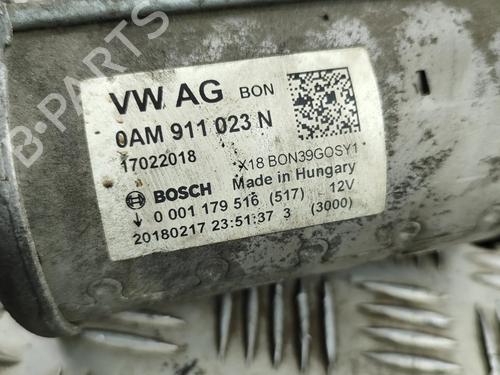 VW AG BON
0AM 911 023 N
17022018 X18 BON39GOSY1
BOSCH Made in Hungary
0 001 179 516 (517) 12V
20180217 23:51:37 3 (3000)
B-PARTS